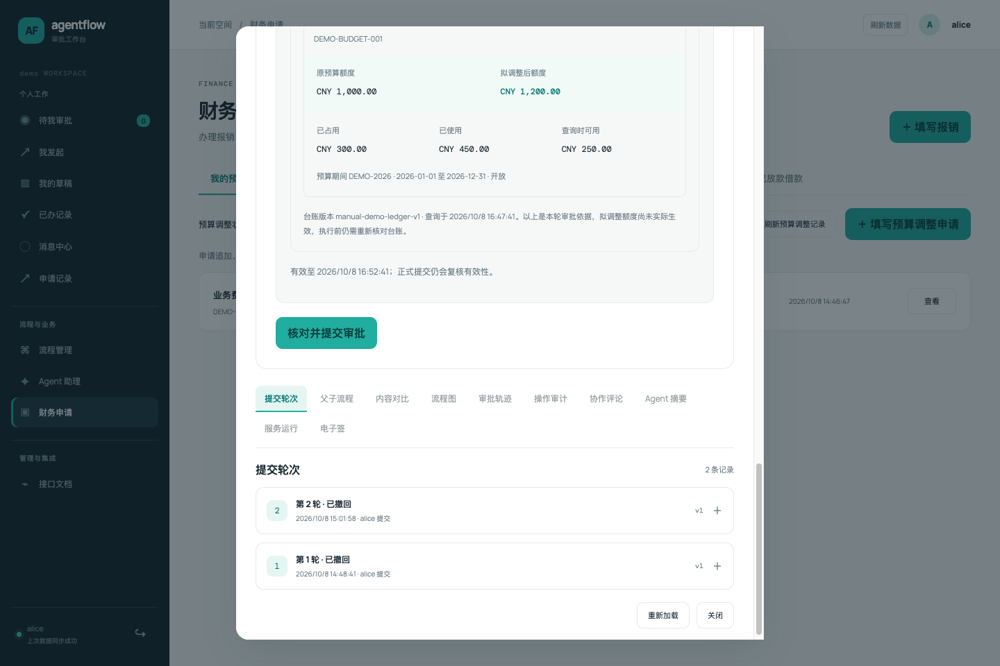 AF
agentflow
审批工作台
demo WORKSPACE
个人工作
待我审批 0
我发起
我的草稿
已办记录
消息中心
申请记录
流程与业务
流程管理
Agent 助理
财务申请
管理与集成
接口文档
alice
上次数据同步成功
当前空间 / 财务申请
刷新数据
A
alice
FINANCE
财务
办理报销
+ 填写报销
我的预
已放款借款
预算调整状
刷新预算调整记录
+ 填写预算调整申请
申请追加、
业务费
DEMO-
2026/10/8 14:46:47
查看
DEMO-BUDGET-001
原预算额度 拟调整后额度
CNY 1,000.00 CNY 1,200.00
已占用 已使用 查询时可用
CNY 300.00 CNY 450.00 CNY 250.00
预算期间 DEMO-2026 · 2026-01-01 至 2026-12-31 · 开放
台账版本 manual-demo-ledger-v1 · 查询于 2026/10/8 16:47:41。以上是本轮审批依据，拟调整额度尚未实际生
效，执行前仍需重新核对台账。
有效至 2026/10/8 16:52:41；正式提交仍会复核有效性。
核对并提交审批
提交轮次 父子流程 内容对比 流程图 审批轨迹 操作审计 协作评论 Agent 摘要
服务运行 电子签
提交轮次 2 条记录
2 第 2 轮 · 已撤回 v1 +
2026/10/8 15:01:58 · alice 提交
1 第 1 轮 · 已撤回 v1 +
2026/10/8 14:48:41 · alice 提交
重新加载 关闭